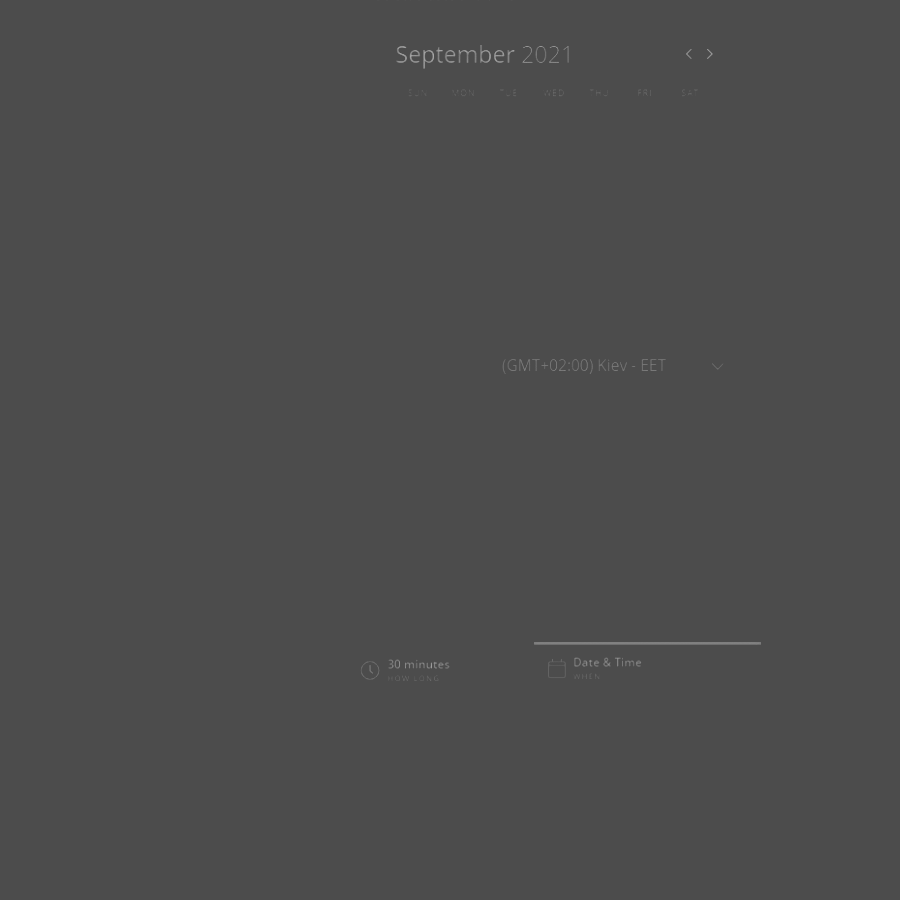 September 2021
SUN MON TUE WED THU FRI SAT
(GMT+02:00) Kiev - EET
30 minutes
HOW LONG
Date & Time
WHEN